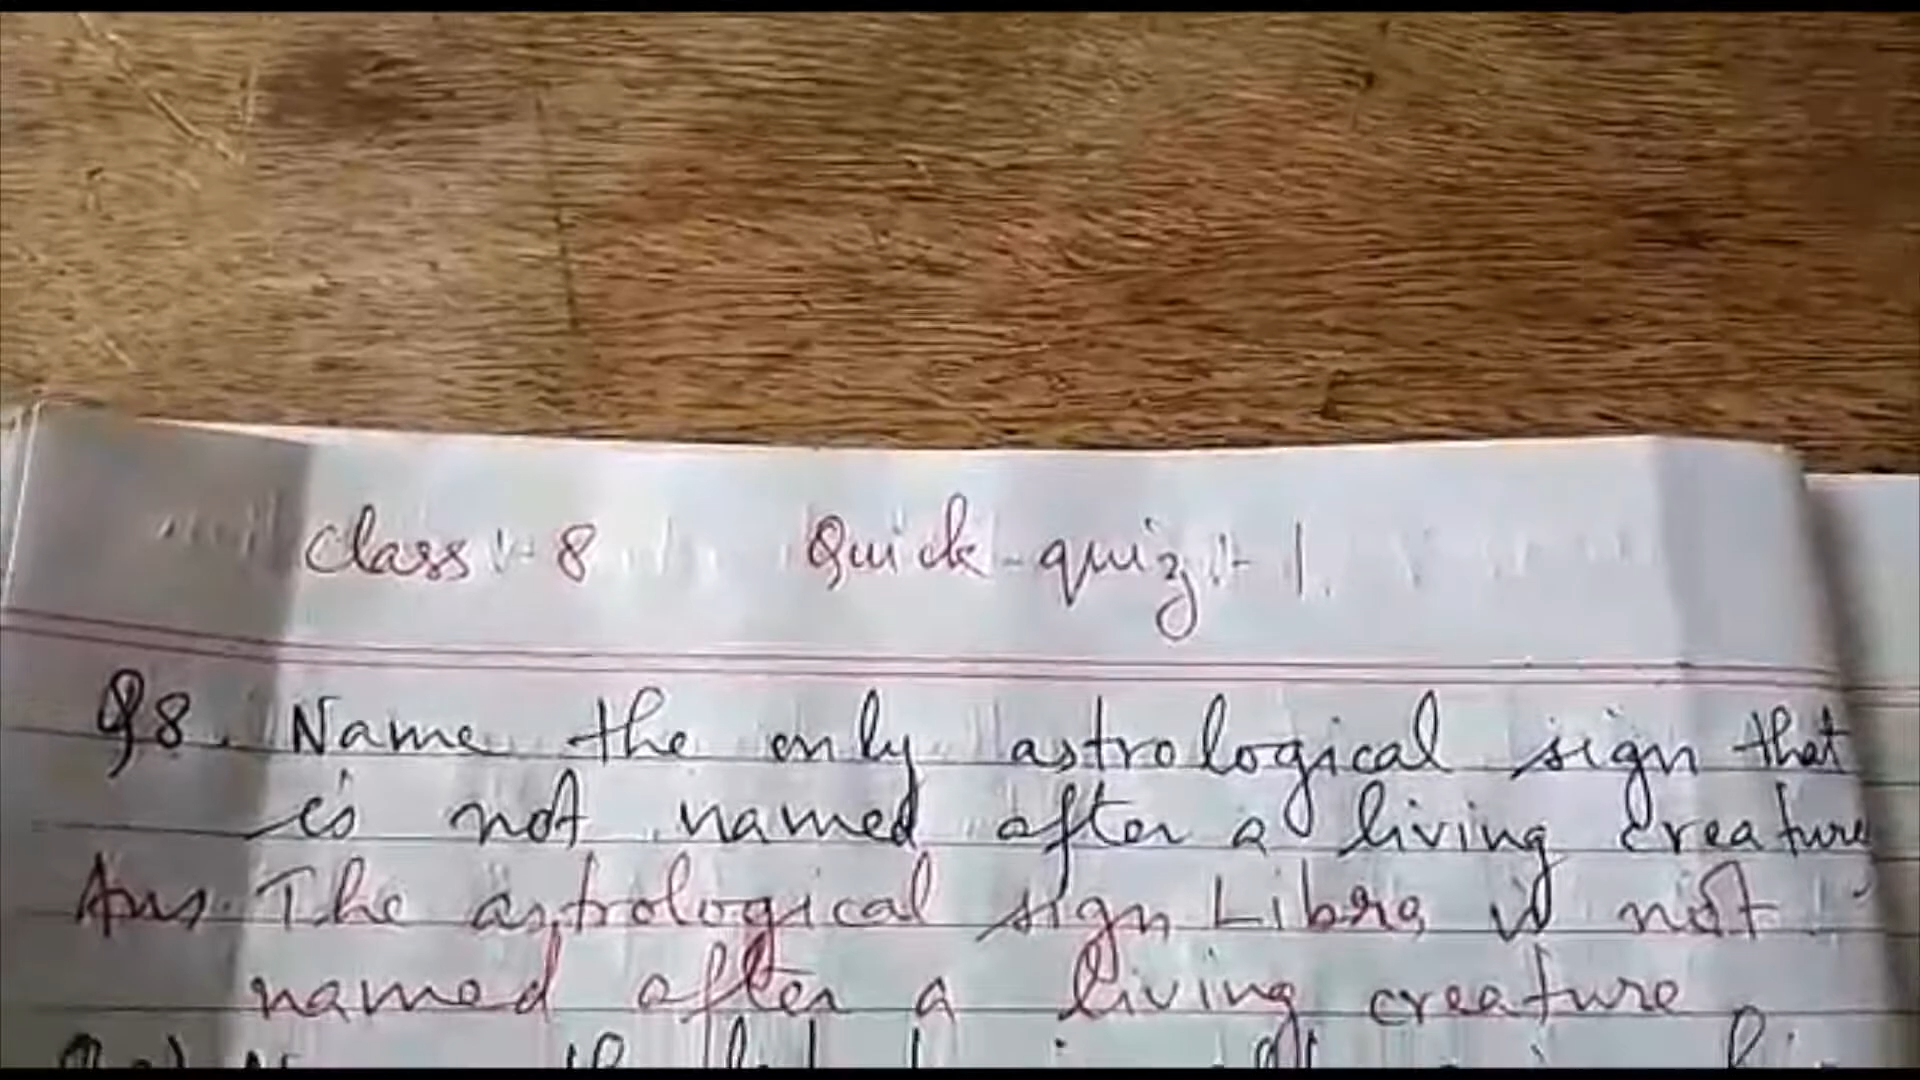 Class :- 8 Quick-quiz :- 1.
Q8. Name the only astrological sign that
is not named after a living creature
Ans. The astrological sign Libra is not
named after a living creature